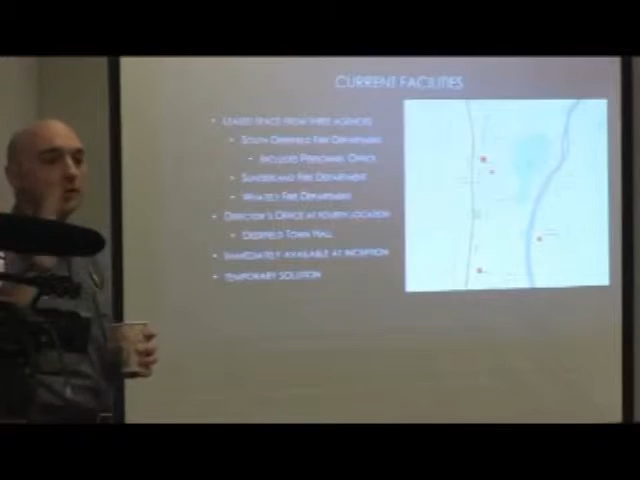 CURRENT FACILITIES
LEASED SPACE FROM THREE AGENCIES
SOUTH DEERFIELD FIRE DEPARTMENT
INCLUDES PERSONNEL OFFICE
SUNDERLAND FIRE DEPARTMENT
WHATELY FIRE DEPARTMENT
DIRECTOR'S OFFICE AT FOURTH LOCATION
DEERFIELD TOWN HALL
IMMEDIATELY AVAILABLE AT INCEPTION
TEMPORARY SOLUTION